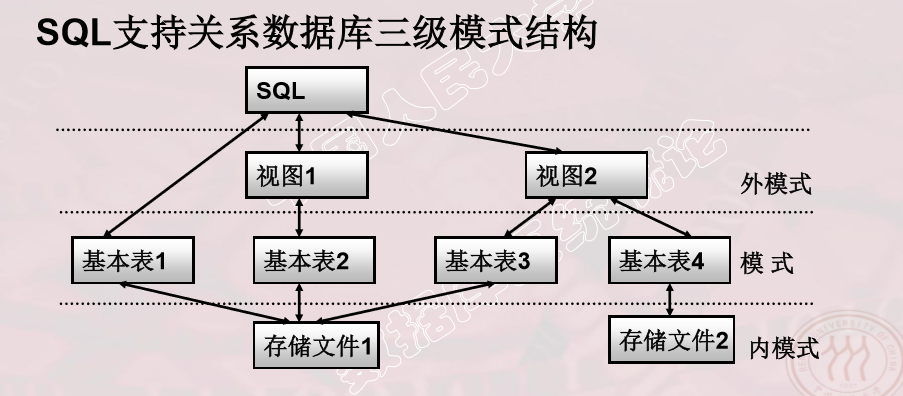 SQL支持关系数据库三级模式结构
SQL
视图1
视图2
外模式
基本表1
基本表2
基本表3
基本表4
模 式
存储文件1
存储文件2
内模式